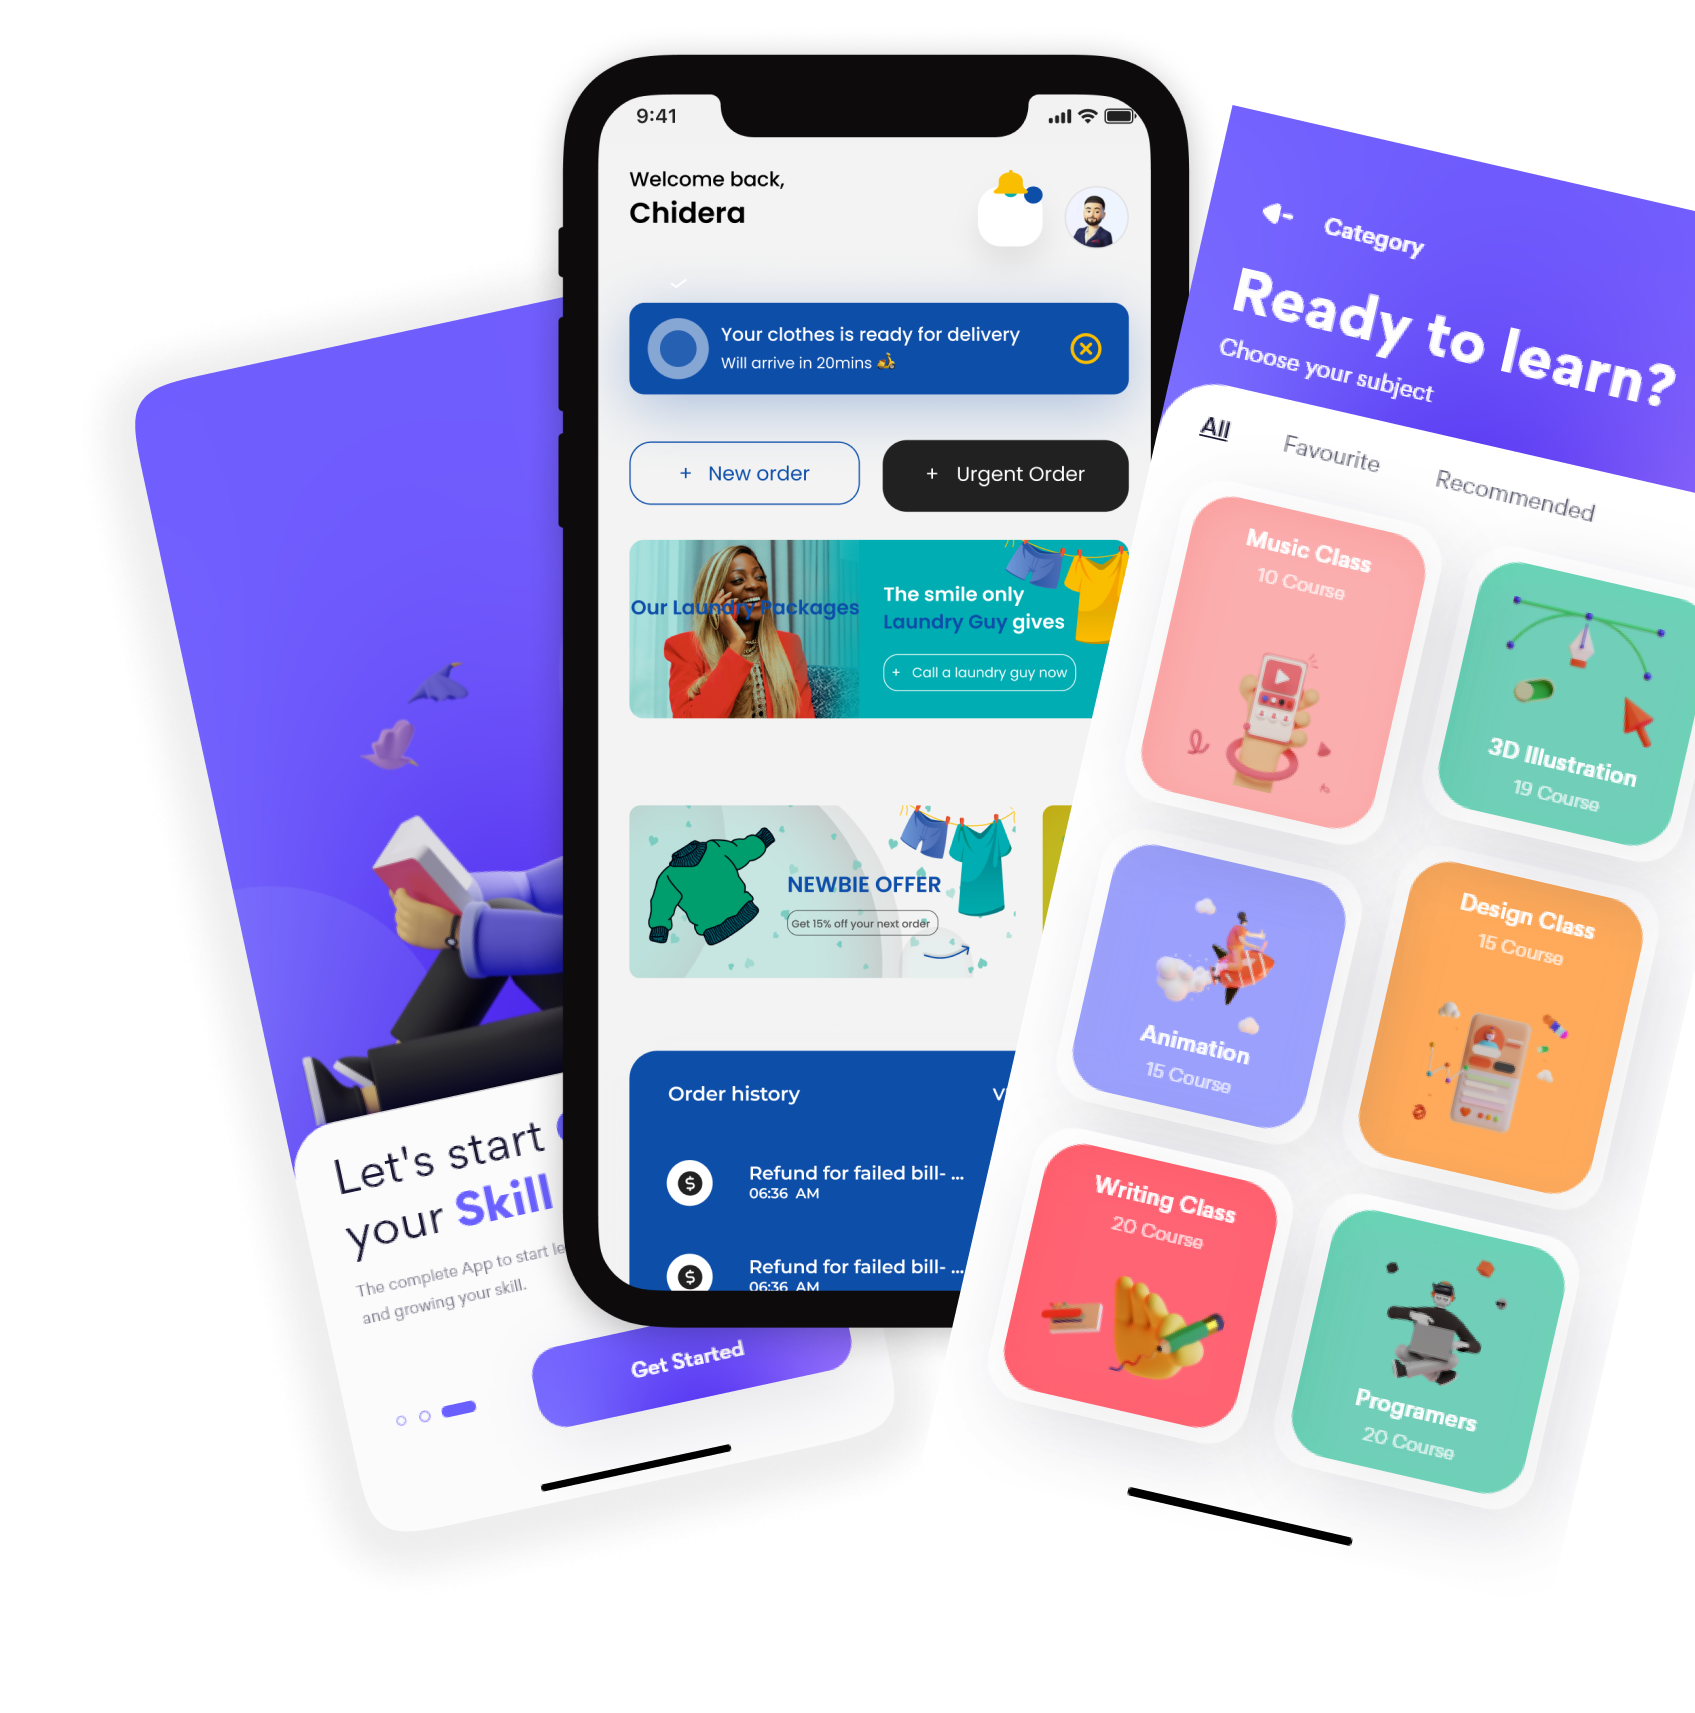 9:41
Welcome back,
Chidera
Your clothes is ready for delivery
Will arrive in 20mins
+ New order
+ Urgent Order
Our Laundry Packages
The smile only
Laundry Guy gives
+ Call a laundry guy now
NEWBIE OFFER
Get 15% off your next order
Order history
V
Refund for failed bill- ...
06:36 AM
Refund for failed bill- ...
06:36 AM
Let's start
your Skill
The complete App to start le
and growing your skill.
Get Started
Category
Ready to learn?
Choose your subject
All
Favourite
Recommended
Music Class
10 Course
3D Illustration
19 Course
Animation
15 Course
Design Class
15 Course
Writing Class
20 Course
Programers
20 Course